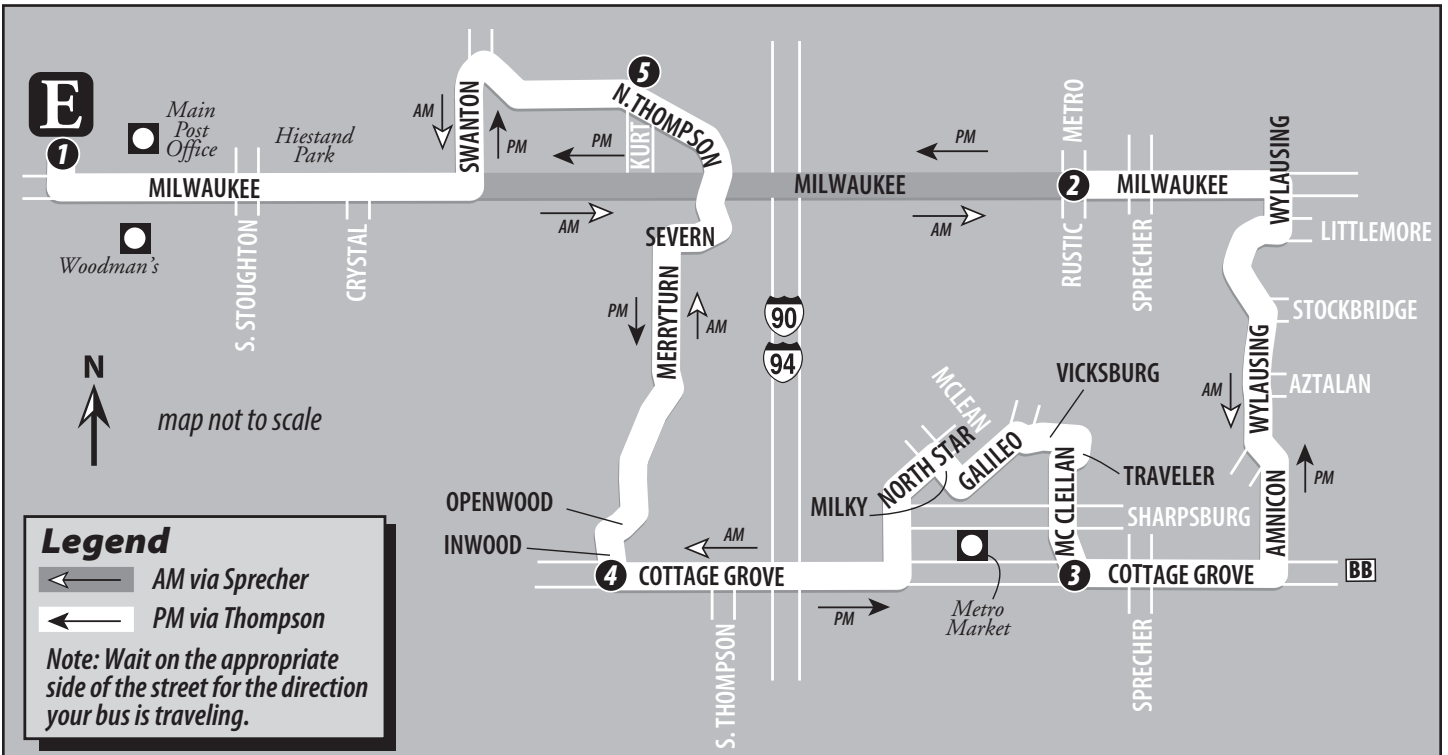 E
1
Main
Post
Office
Hiestand
Park
AM
SWANTON
PM
5
N. THOMPSON
PM
KURT
PM
METRO
WYLAUSING
MILWAUKEE
MILWAUKEE
2
MILWAUKEE
Woodman's
S. STOUGHTON
CRYSTAL
AM
SEVERN
AM
RUSTIC
SPRECHER
LITTLEMORE
PM
MERRYTURN
AM
90
94
STOCKBRIDGE
WYLAUSING
AM
AZTALAN
N
map not to scale
MCLEAN
VICKSBURG
NORTH STAR
GALILEO
TRAVELER
MILKY
MC CLELLAN
SHARPSBURG
AMNICON
PM
OPENWOOD
INWOOD
AM
4
COTTAGE GROVE
3
COTTAGE GROVE
BB
PM
Metro
Market
S. THOMPSON
SPRECHER
Legend
AM via Sprecher
PM via Thompson
Note: Wait on the appropriate
side of the street for the direction
your bus is traveling.